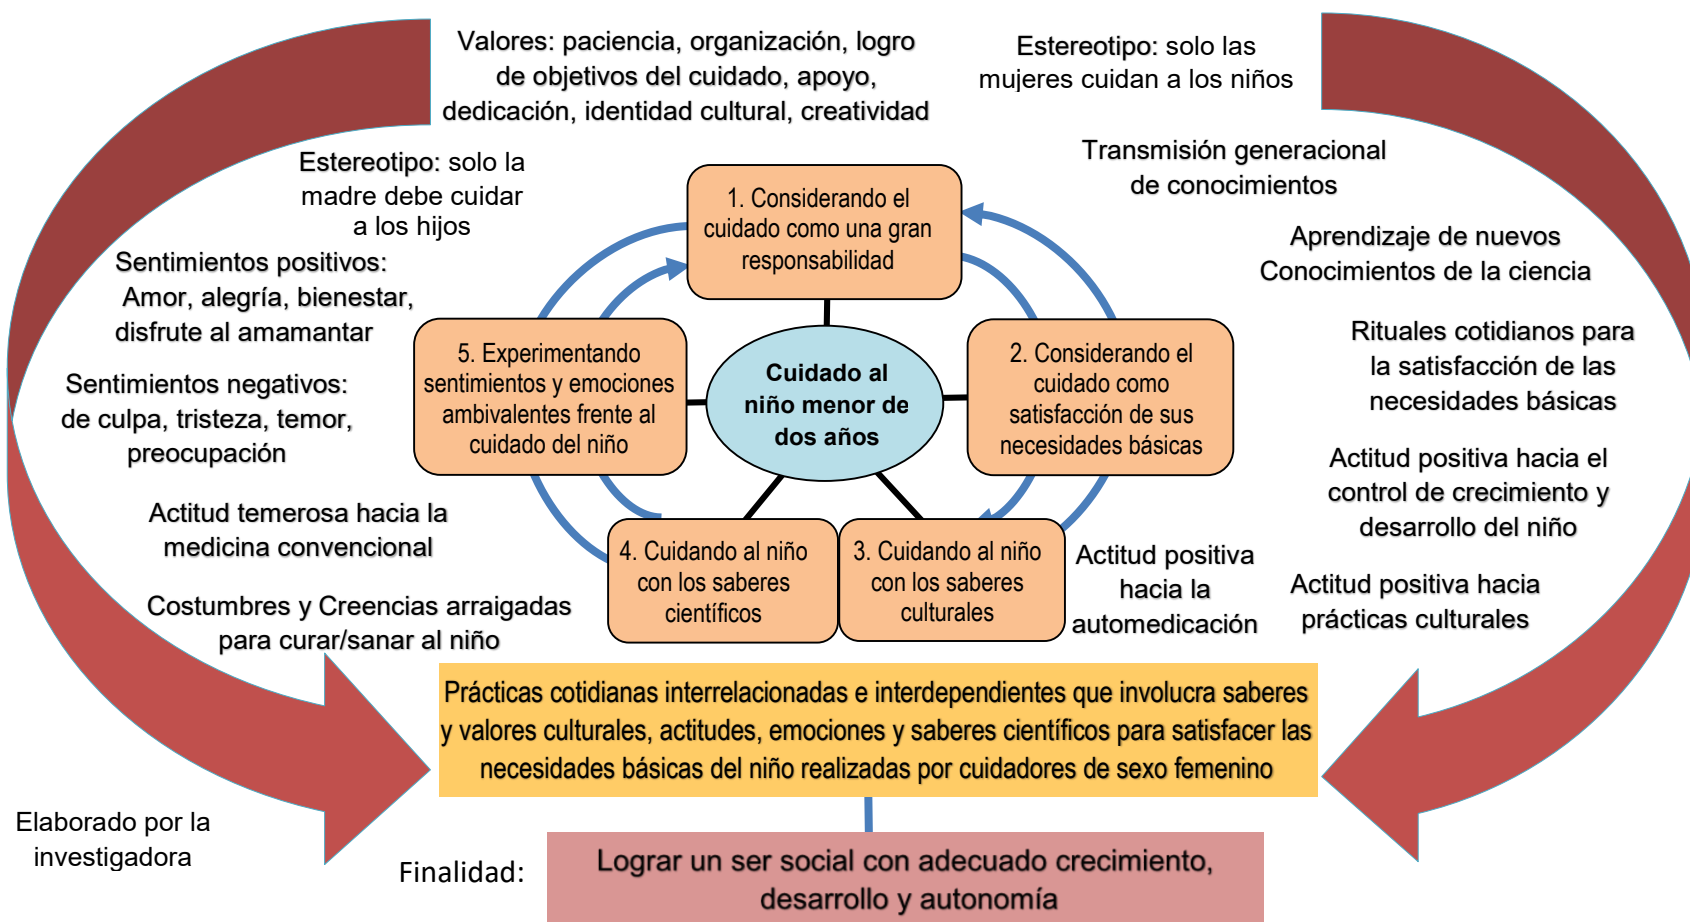 Valores: paciencia, organización, logro
de objetivos del cuidado, apoyo,
dedicación, identidad cultural, creatividad
Estereotipo: solo las
mujeres cuidan a los niños
Estereotipo: solo la
madre debe cuidar
a los hijos
Transmisión generacional
de conocimientos
1. Considerando el
cuidado como una gran
responsabilidad
Aprendizaje de nuevos
Conocimientos de la ciencia
Sentimientos positivos:
Amor, alegría, bienestar,
disfrute al amamantar
5. Experimentando
sentimientos y emociones
ambivalentes frente al
cuidado del niño
Cuidado al
niño menor de
dos años
2. Considerando el
cuidado como
satisfacción de sus
necesidades básicas
Rituales cotidianos para
la satisfacción de las
necesidades básicas
Sentimientos negativos:
de culpa, tristeza, temor,
preocupación
Actitud positiva hacia el
control de crecimiento y
desarrollo del niño
Actitud temerosa hacia la
medicina convencional
4. Cuidando al niño
con los saberes
científicos
3. Cuidando al niño
con los saberes
culturales
Actitud positiva
hacia la
automedicación
Actitud positiva hacia
prácticas culturales
Costumbres y Creencias arraigadas
para curar/sanar al niño
Prácticas cotidianas interrelacionadas e interdependientes que involucra saberes
y valores culturales, actitudes, emociones y saberes científicos para satisfacer las
necesidades básicas del niño realizadas por cuidadores de sexo femenino
Elaborado por la
investigadora
Finalidad:
Lograr un ser social con adecuado crecimiento,
desarrollo y autonomía